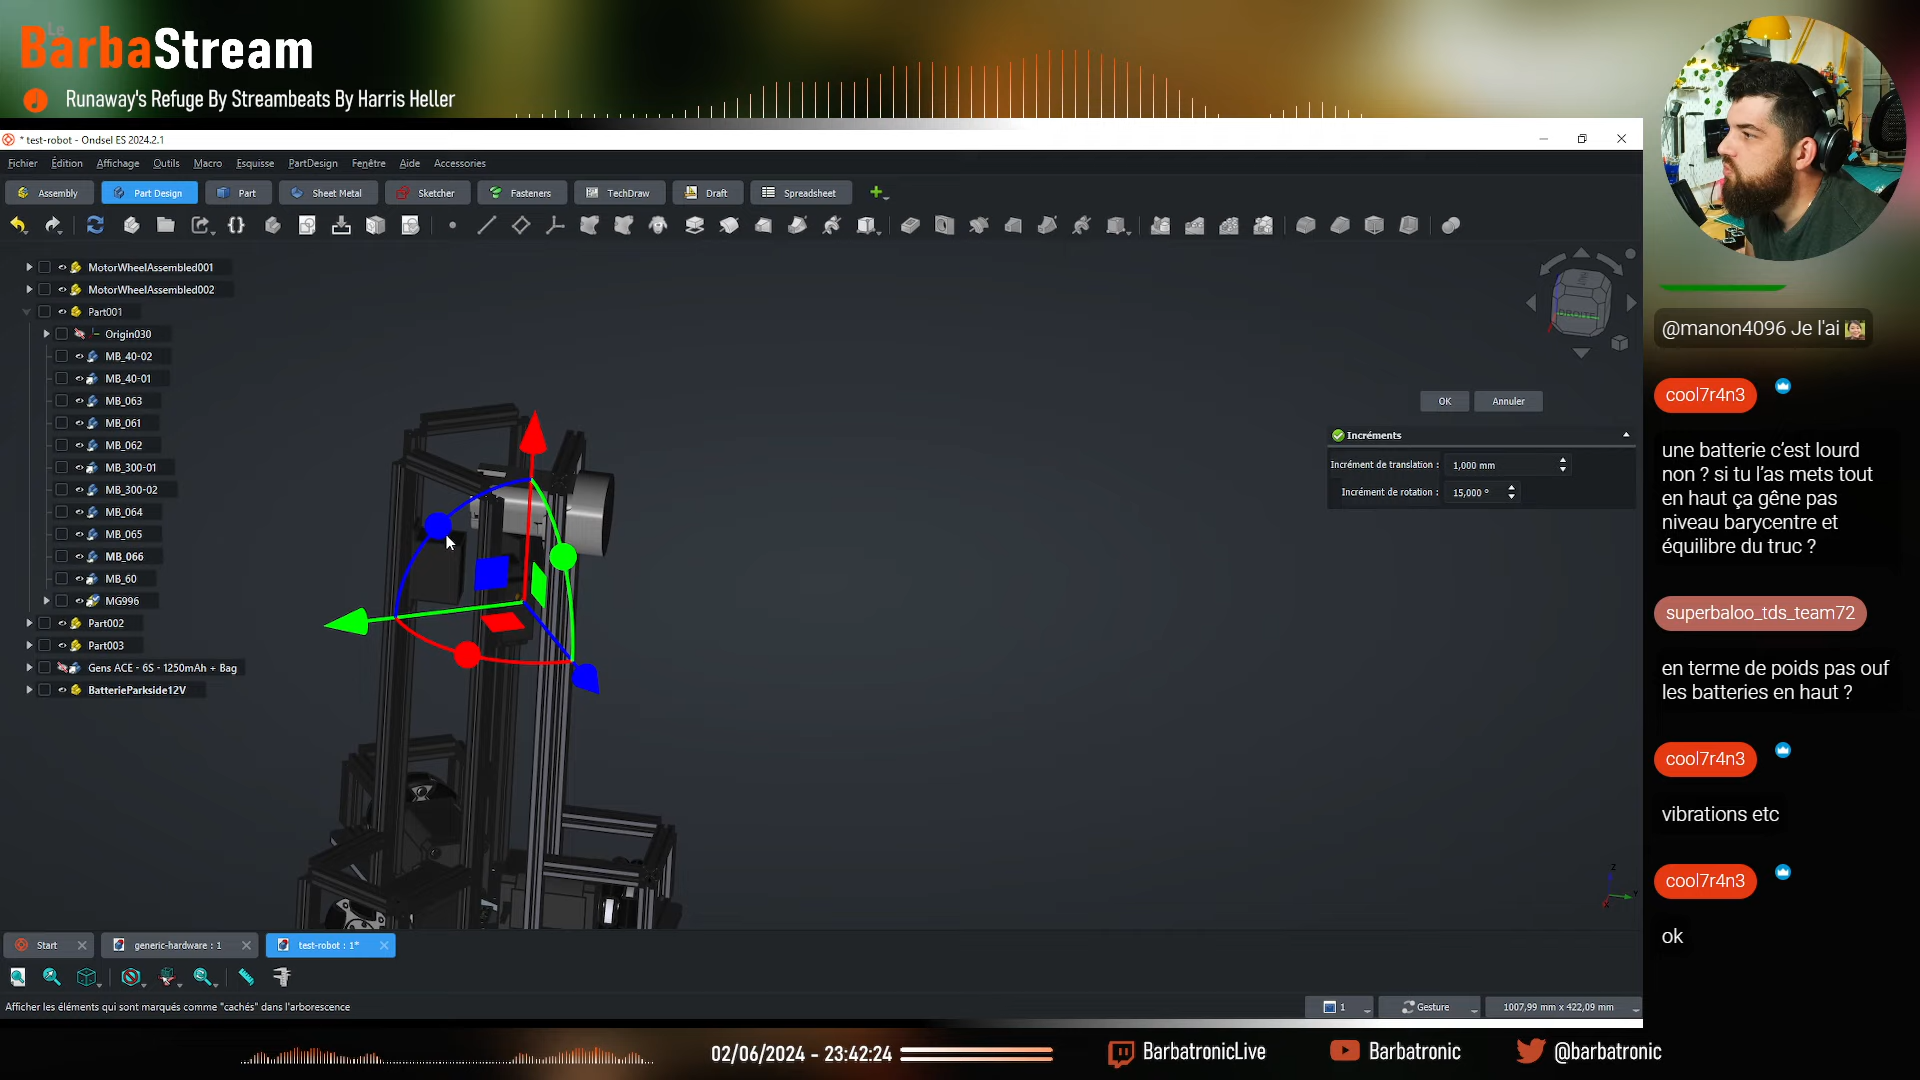 Le
BarbaStream
Runaway's Refuge By Streambeats By Harris Heller
* test-robot - Ondsel ES 2024.2.1
Fichier Édition Affichage Outils Macro Esquisse PartDesign Fenêtre Aide Accessories
Assembly Part Design Part Sheet Metal Sketcher Fasteners TechDraw Draft Spreadsheet
MotorWheelAssembled001
MotorWheelAssembled002
Part001
Origin030
MB_40-02
MB_40-01
MB_063
MB_061
MB_062
MB_300-01
MB_300-02
MB_064
MB_065
MB_066
MB_60
MG996
Part002
Part003
Gens ACE - 6S - 1250mAh + Bag
BatterieParkside12V
DROITE
OK Annuler
Incréments
Incrément de translation : 1,000 mm
Incrément de rotation : 15,000 °
Z
Start generic-hardware : 1 test-robot : 1*
Afficher les éléments qui sont marqués comme "cachés" dans l'arborescence
1 Gesture 1007,99 mm x 422,09 mm
@manon4096 Je l'ai
cool7r4n3
une batterie c'est lourd
non ? si tu l'as mets tout
en haut ça gêne pas
niveau barycentre et
équilibre du truc ?
superbaloo_tds_team72
en terme de poids pas ouf
les batteries en haut ?
cool7r4n3
vibrations etc
cool7r4n3
ok
02/06/2024 - 23:42:24
BarbatronicLive Barbatronic @barbatronic